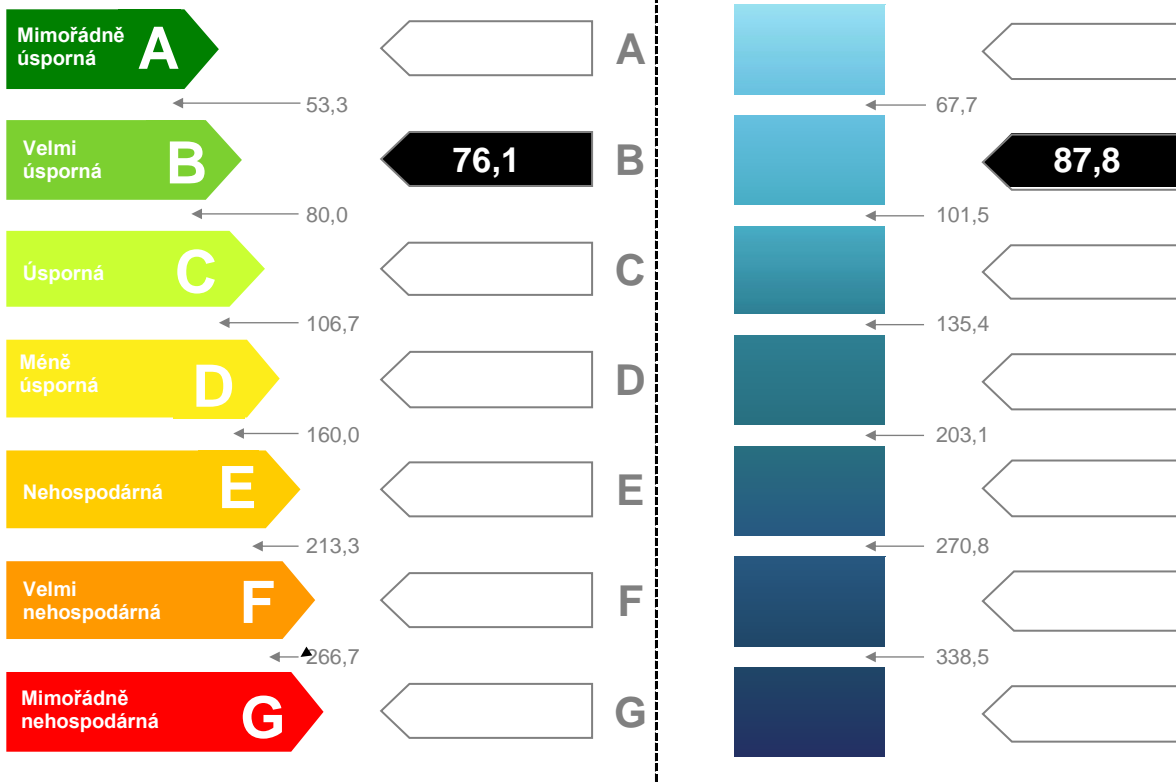 Mimořádně
úsporná
A
A
53,3
67,7
Velmi
úsporná
B
76,1
B
87,8
80,0
101,5
Úsporná
C
C
106,7
135,4
Méně
úsporná
D
D
160,0
203,1
Nehospodárná
E
E
213,3
270,8
Velmi
nehospodárná
F
F
266,7
338,5
Mimořádně
nehospodárná
G
G